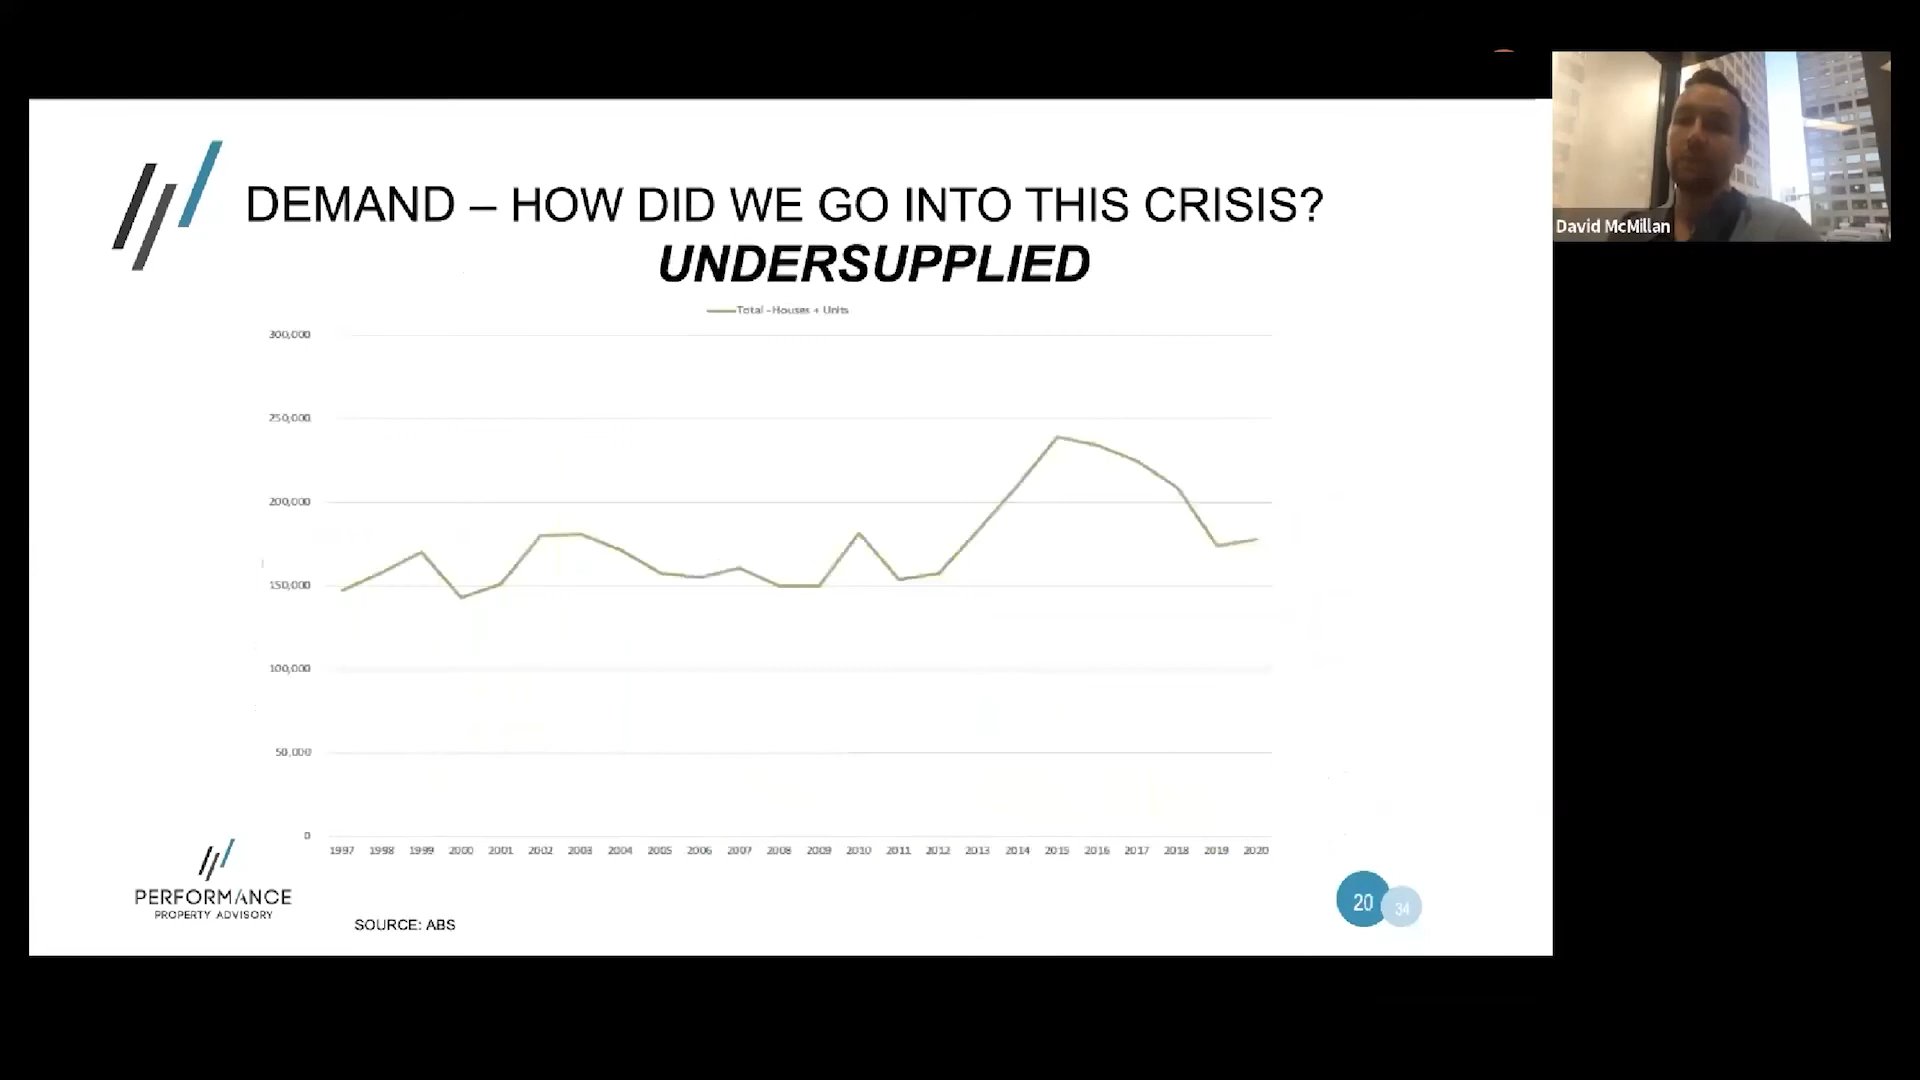 DEMAND – HOW DID WE GO INTO THIS CRISIS?
UNDERSUPPLIED
David McMillan
Total - Houses + Units
300,000
250,000
200,000
150,000
100,000
50,000
0
1997 1998 1999 2000 2001 2002 2003 2004 2005 2006 2007 2008 2009 2010 2011 2012 2013 2014 2015 2016 2017 2018 2019 2020
PERFORMANCE
PROPERTY ADVISORY
SOURCE: ABS
20 34